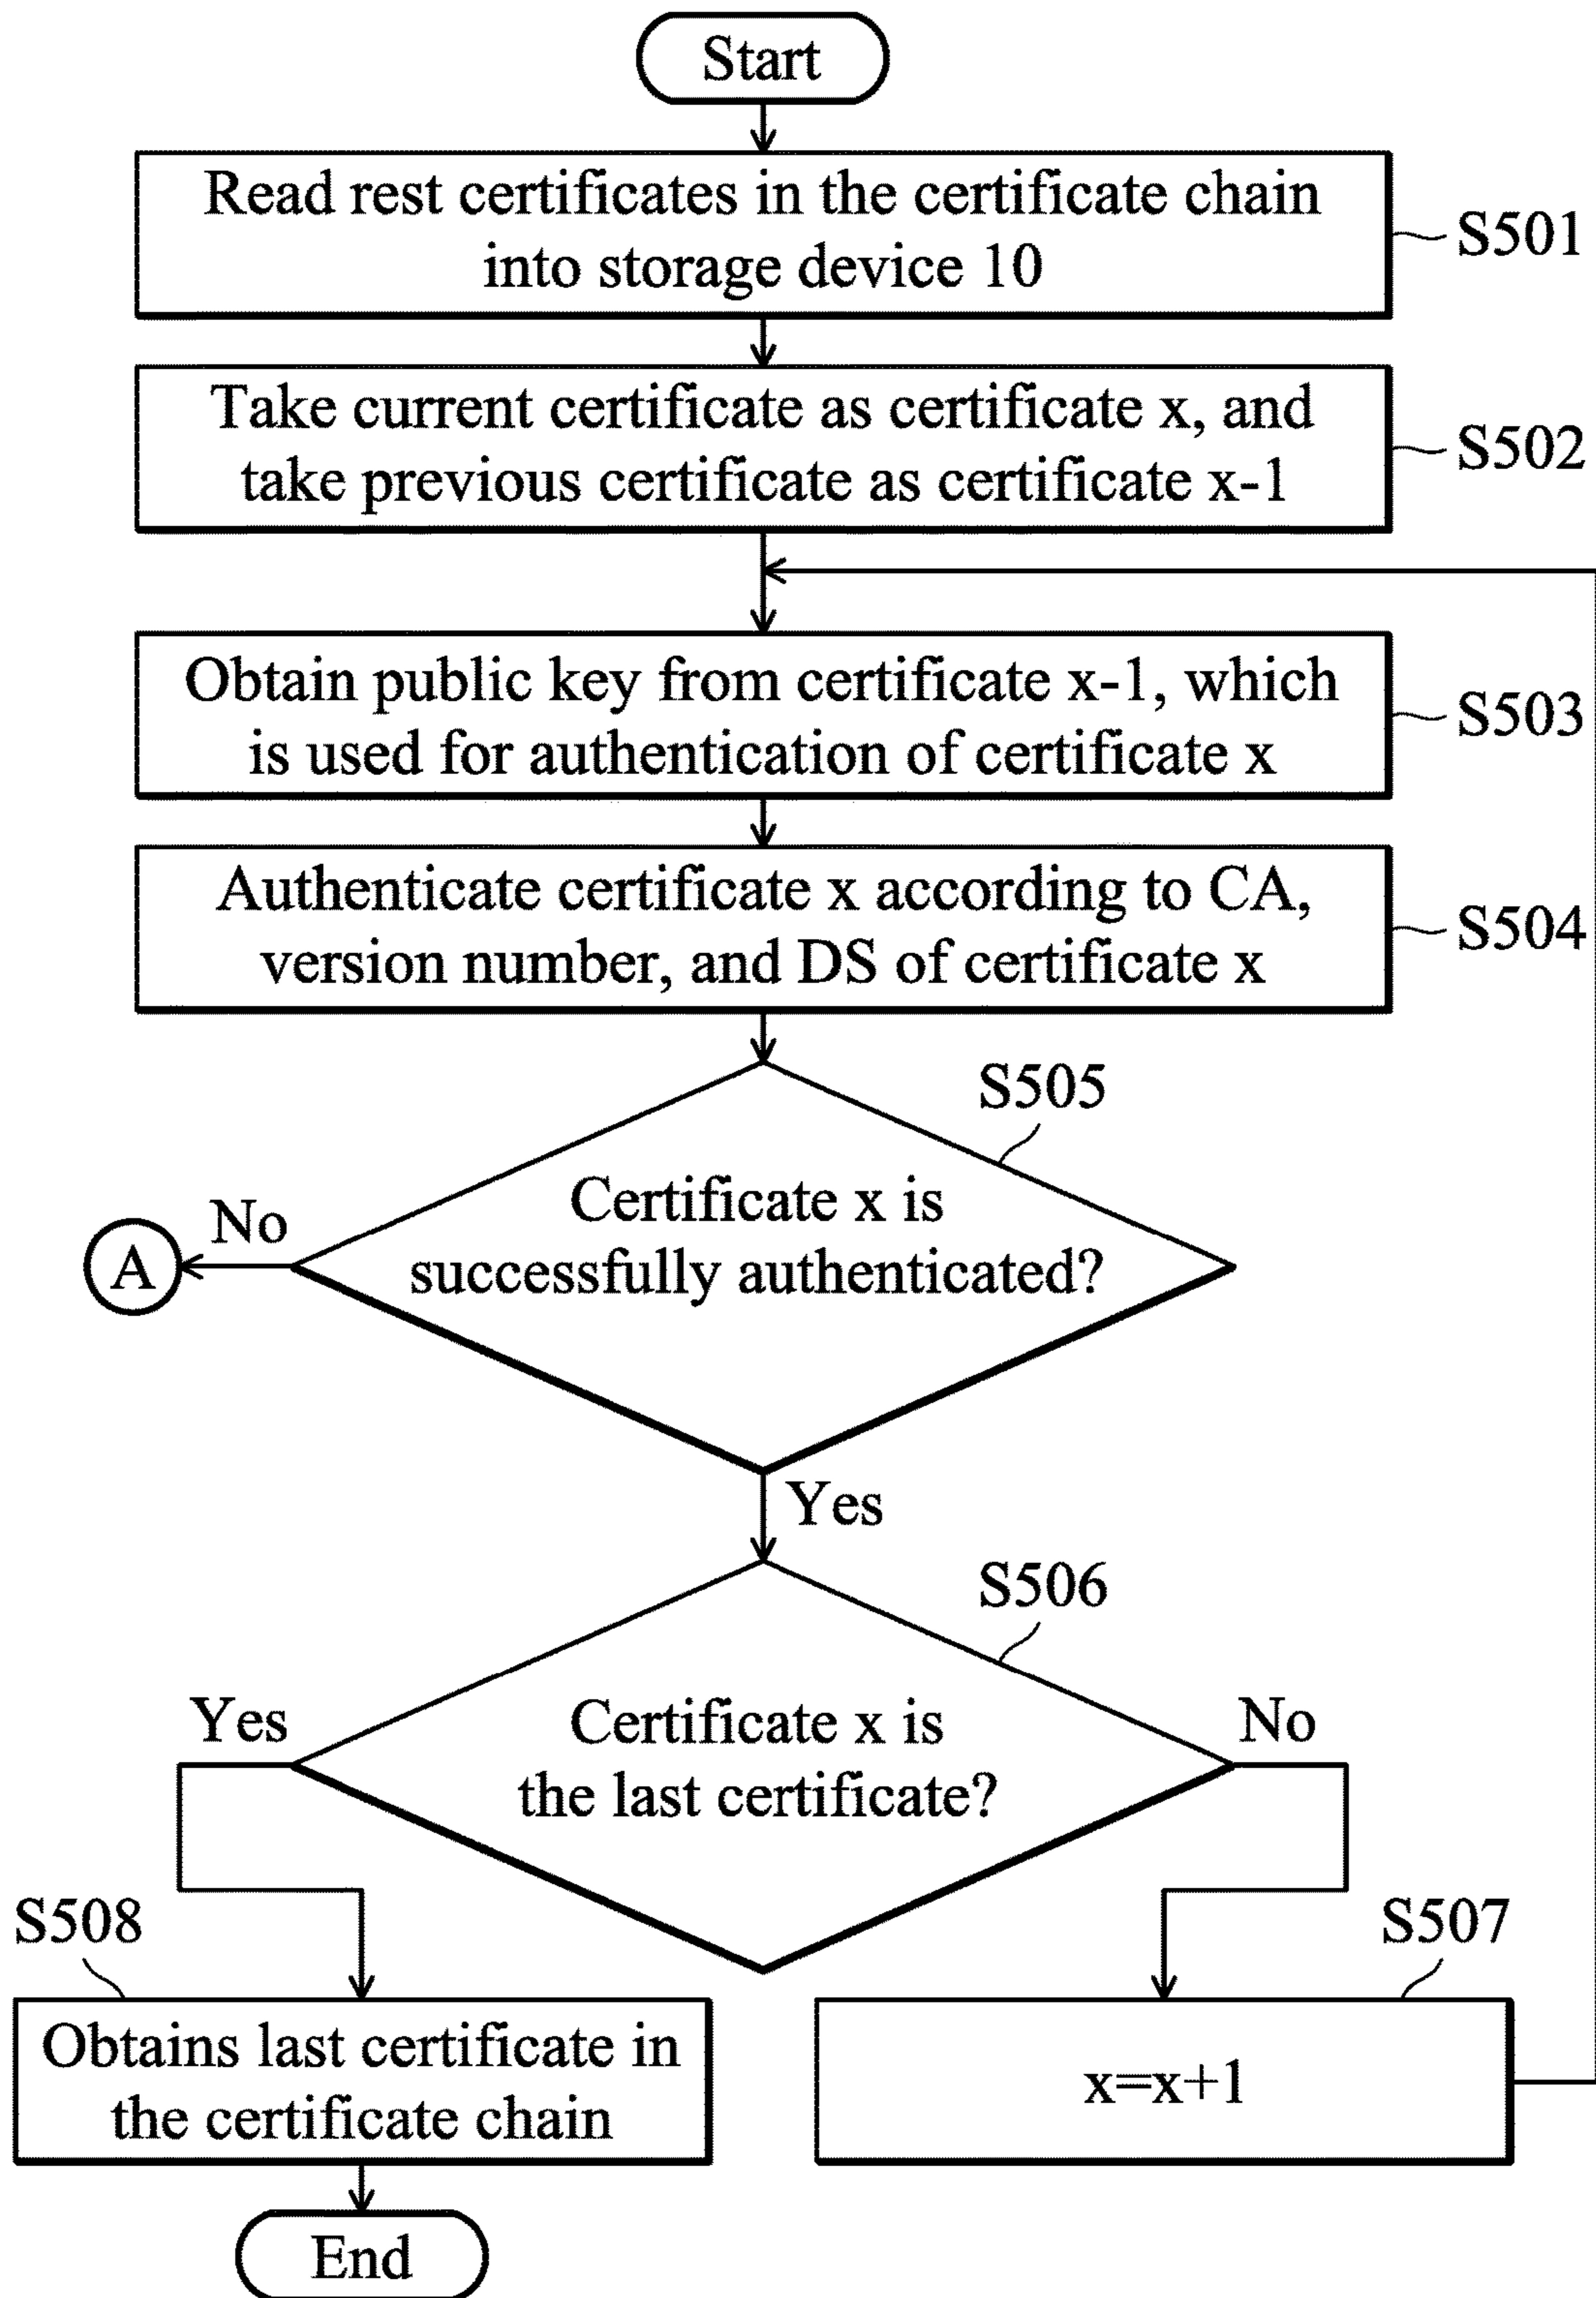 Start
Read rest certificates in the certificate chain
into storage device 10
S501
Take current certificate as certificate x, and
take previous certificate as certificate x-1
S502
Obtain public key from certificate x-1, which
is used for authentication of certificate x
S503
Authenticate certificate x according to CA,
version number, and DS of certificate x
S504
S505
Certificate x is
successfully authenticated?
No
A
Yes
S506
Certificate x is
the last certificate?
Yes
No
S508
Obtains last certificate in
the certificate chain
S507
x=x+1
End